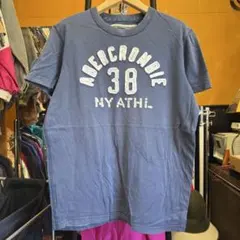 ABERCROMBIE
38
NY ATHL.